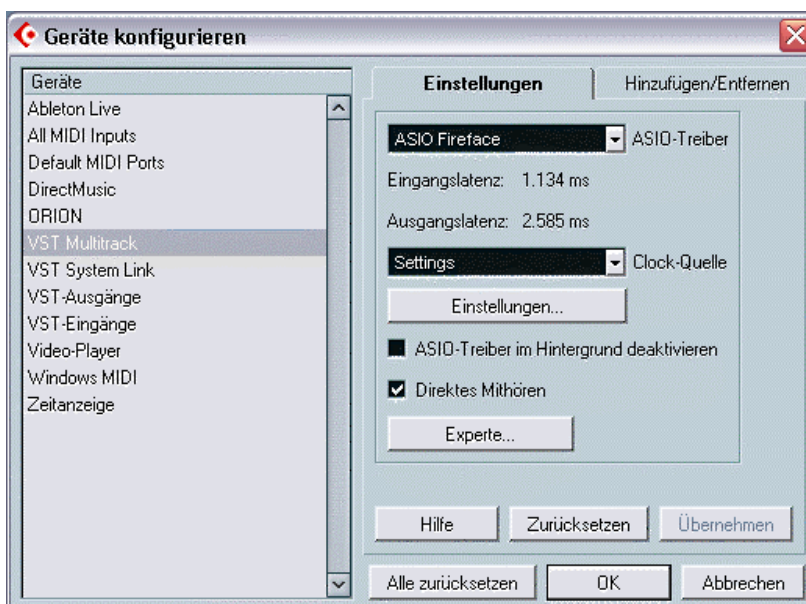 Geräte konfigurieren
Geräte
Ableton Live
All MIDI Inputs
Default MIDI Ports
DirectMusic
ORION
VST Multitrack
VST System Link
VST-Ausgänge
VST-Eingänge
Video-Player
Windows MIDI
Zeitanzeige
Einstellungen
Hinzufügen/Entfernen
ASIO Fireface ASIO-Treiber
Eingangslatenz: 1.134 ms
Ausgangslatenz: 2.585 ms
Settings Clock-Quelle
Einstellungen...
ASIO-Treiber im Hintergrund deaktivieren
Direktes Mithören
Experte...
Hilfe Zurücksetzen Übernehmen
Alle zurücksetzen OK Abbrechen